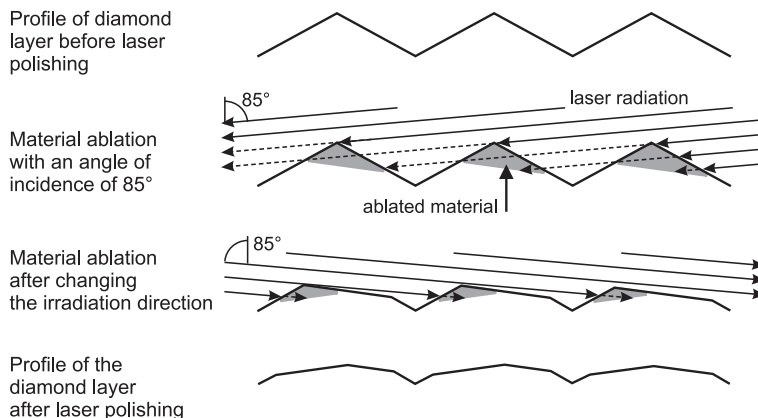 Profile of diamond
layer before laser
polishing
85°
laser radiation
Material ablation
with an angle of
incidence of 85°
ablated material
Material ablation
after changing
the irradiation direction
85°
Profile of the
diamond layer
after laser polishing